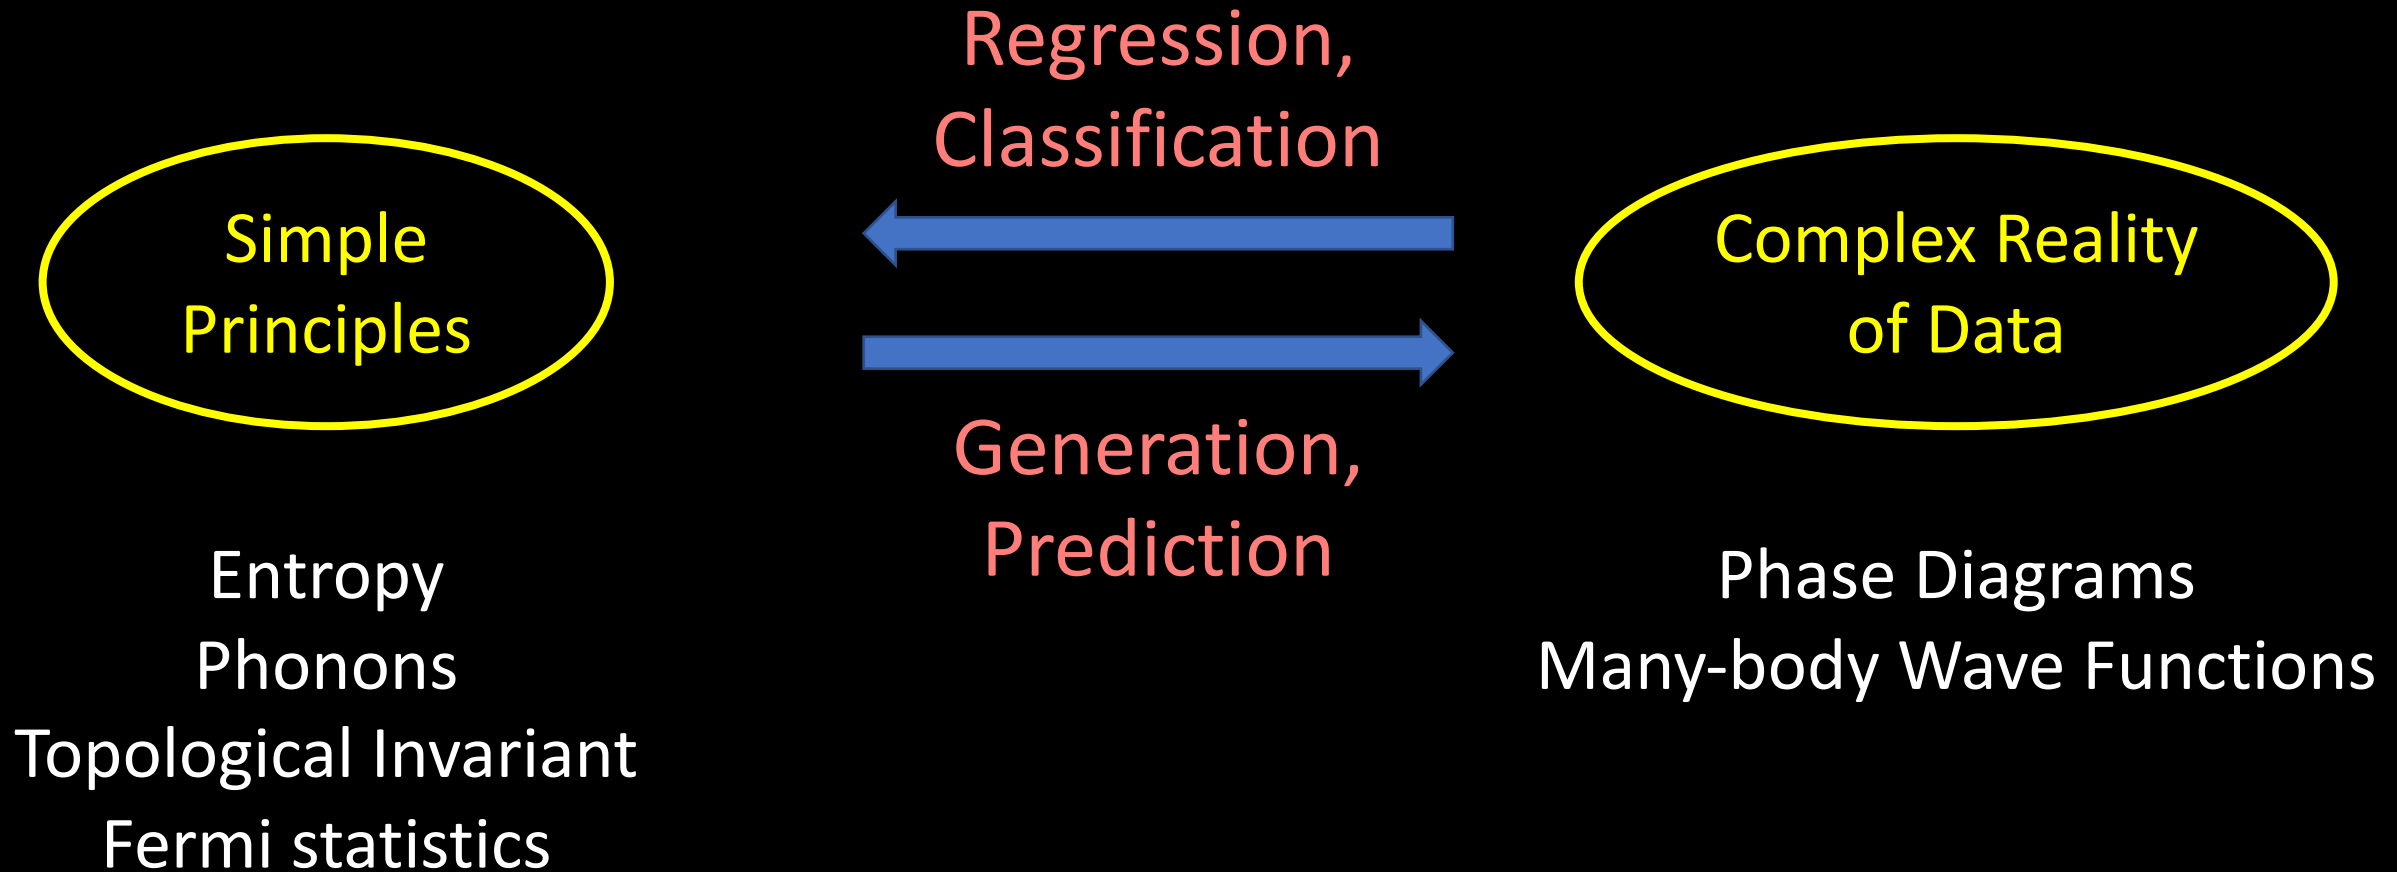 Regression,
Classification
Simple
Principles
Complex Reality
of Data
Generation,
Prediction
Entropy
Phonons
Topological Invariant
Fermi statistics
Phase Diagrams
Many-body Wave Functions